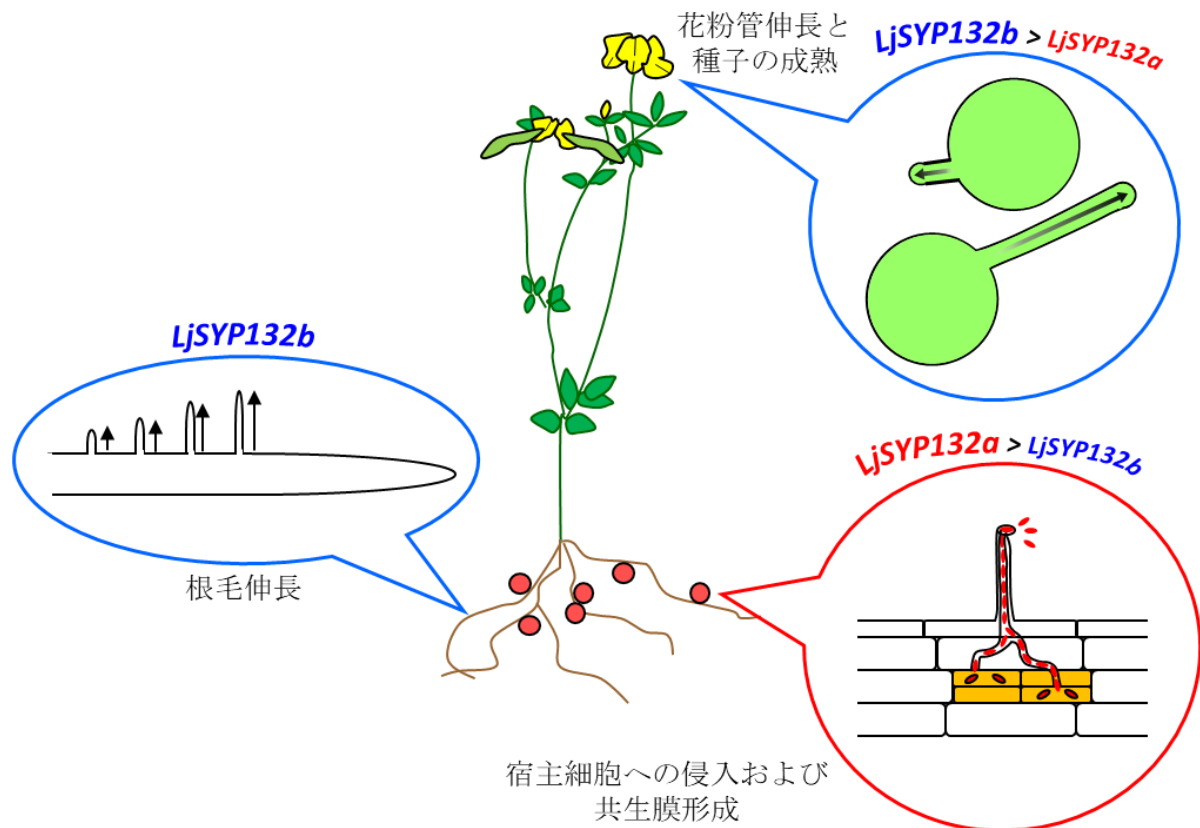 花粉管伸長と
種子の成熟
LjSYP132b > LjSYP132a
LjSYP132b
根毛伸長
LjSYP132a > LjSYP132b
宿主細胞への侵入および
共生膜形成